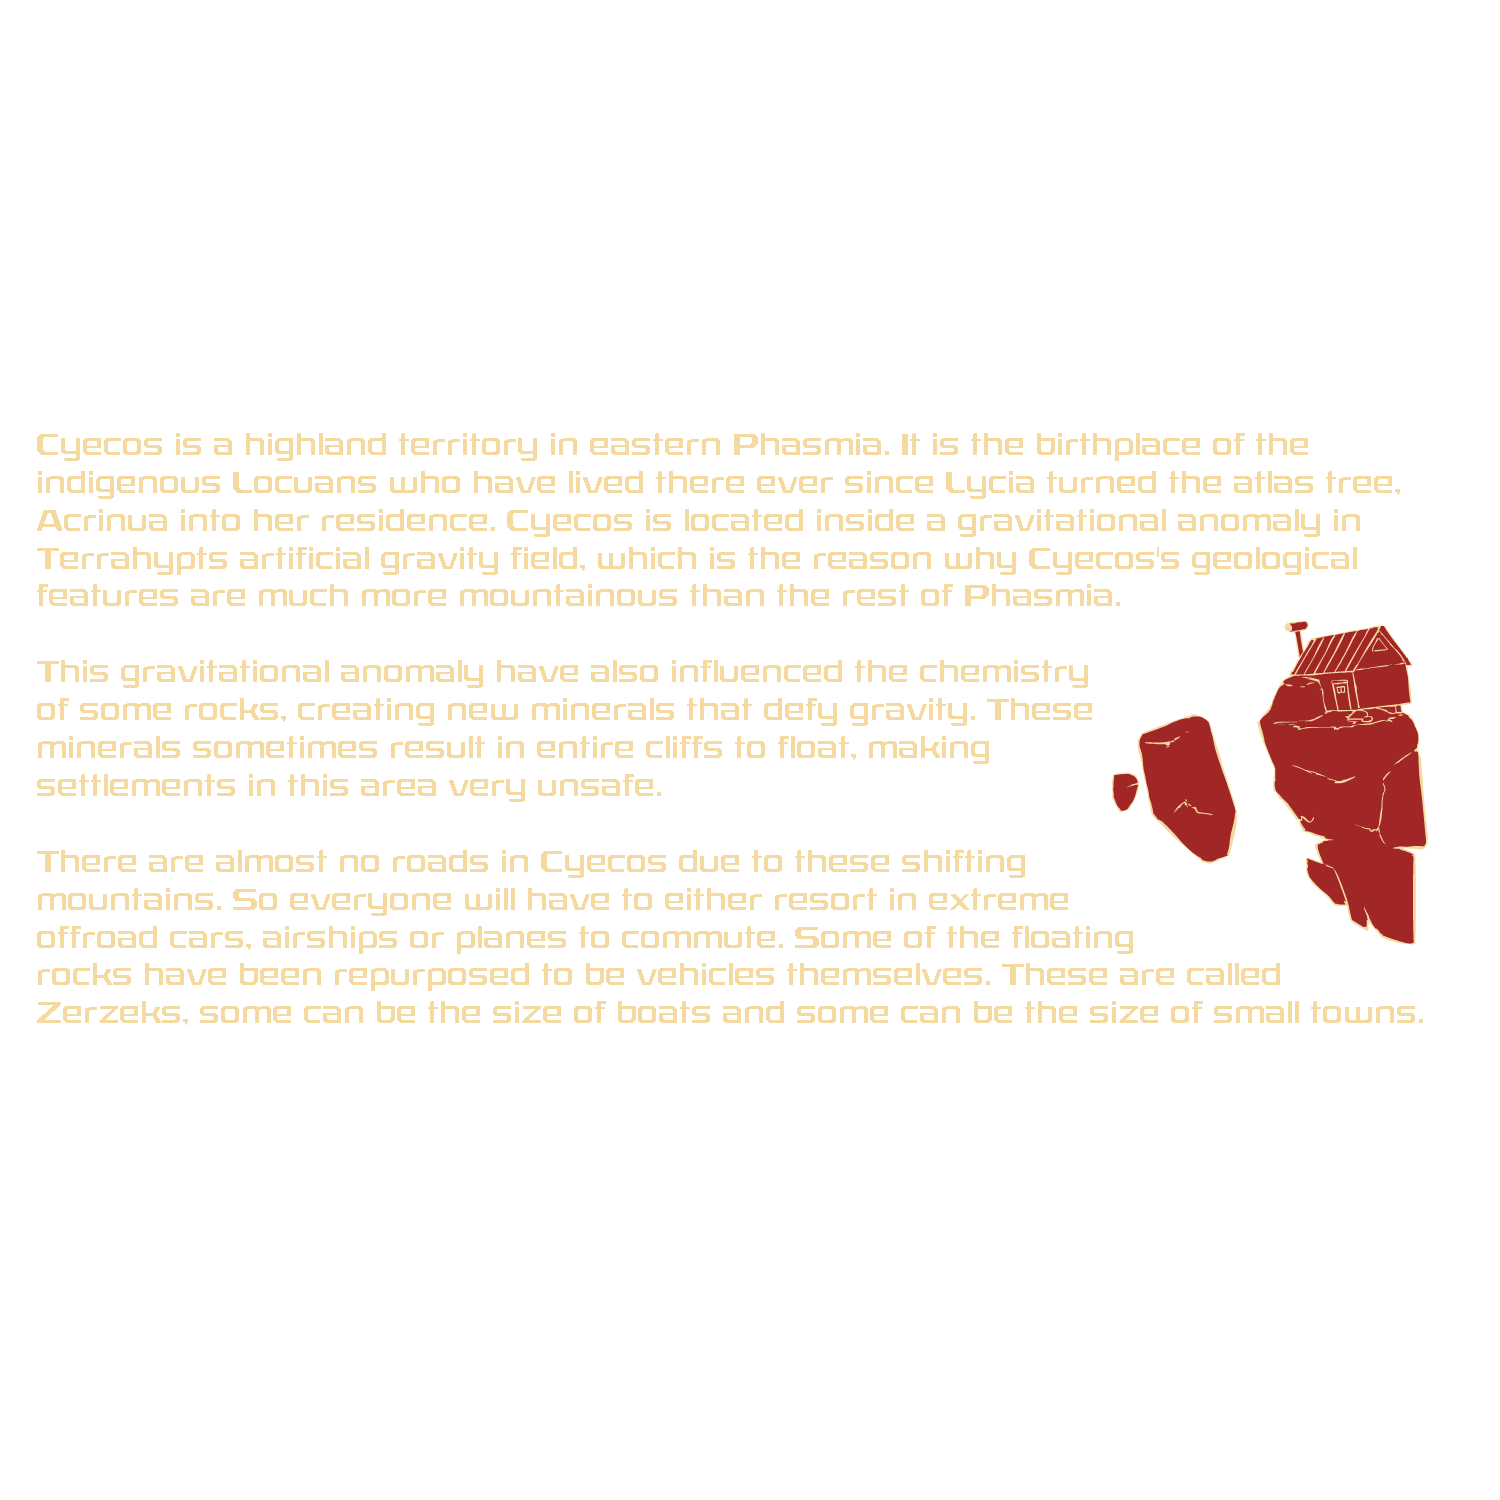 Cyecos is a highland territory in eastern Phasmia. It is the birthplace of the
indigenous Locuans who have lived there ever since Lycia turned the atlas tree,
Acrinua into her residence. Cyecos is located inside a gravitational anomaly in
Terrahypts artificial gravity field, which is the reason why Cyecos's geological
features are much more mountainous than the rest of Phasmia.
This gravitational anomaly have also influenced the chemistry
of some rocks, creating new minerals that defy gravity. These
minerals sometimes result in entire cliffs to float, making
settlements in this area very unsafe.
There are almost no roads in Cyecos due to these shifting
mountains. So everyone will have to either resort in extreme
offroad cars, airships or planes to commute. Some of the floating
rocks have been repurposed to be vehicles themselves. These are called
Zerzeks, some can be the size of boats and some can be the size of small towns.